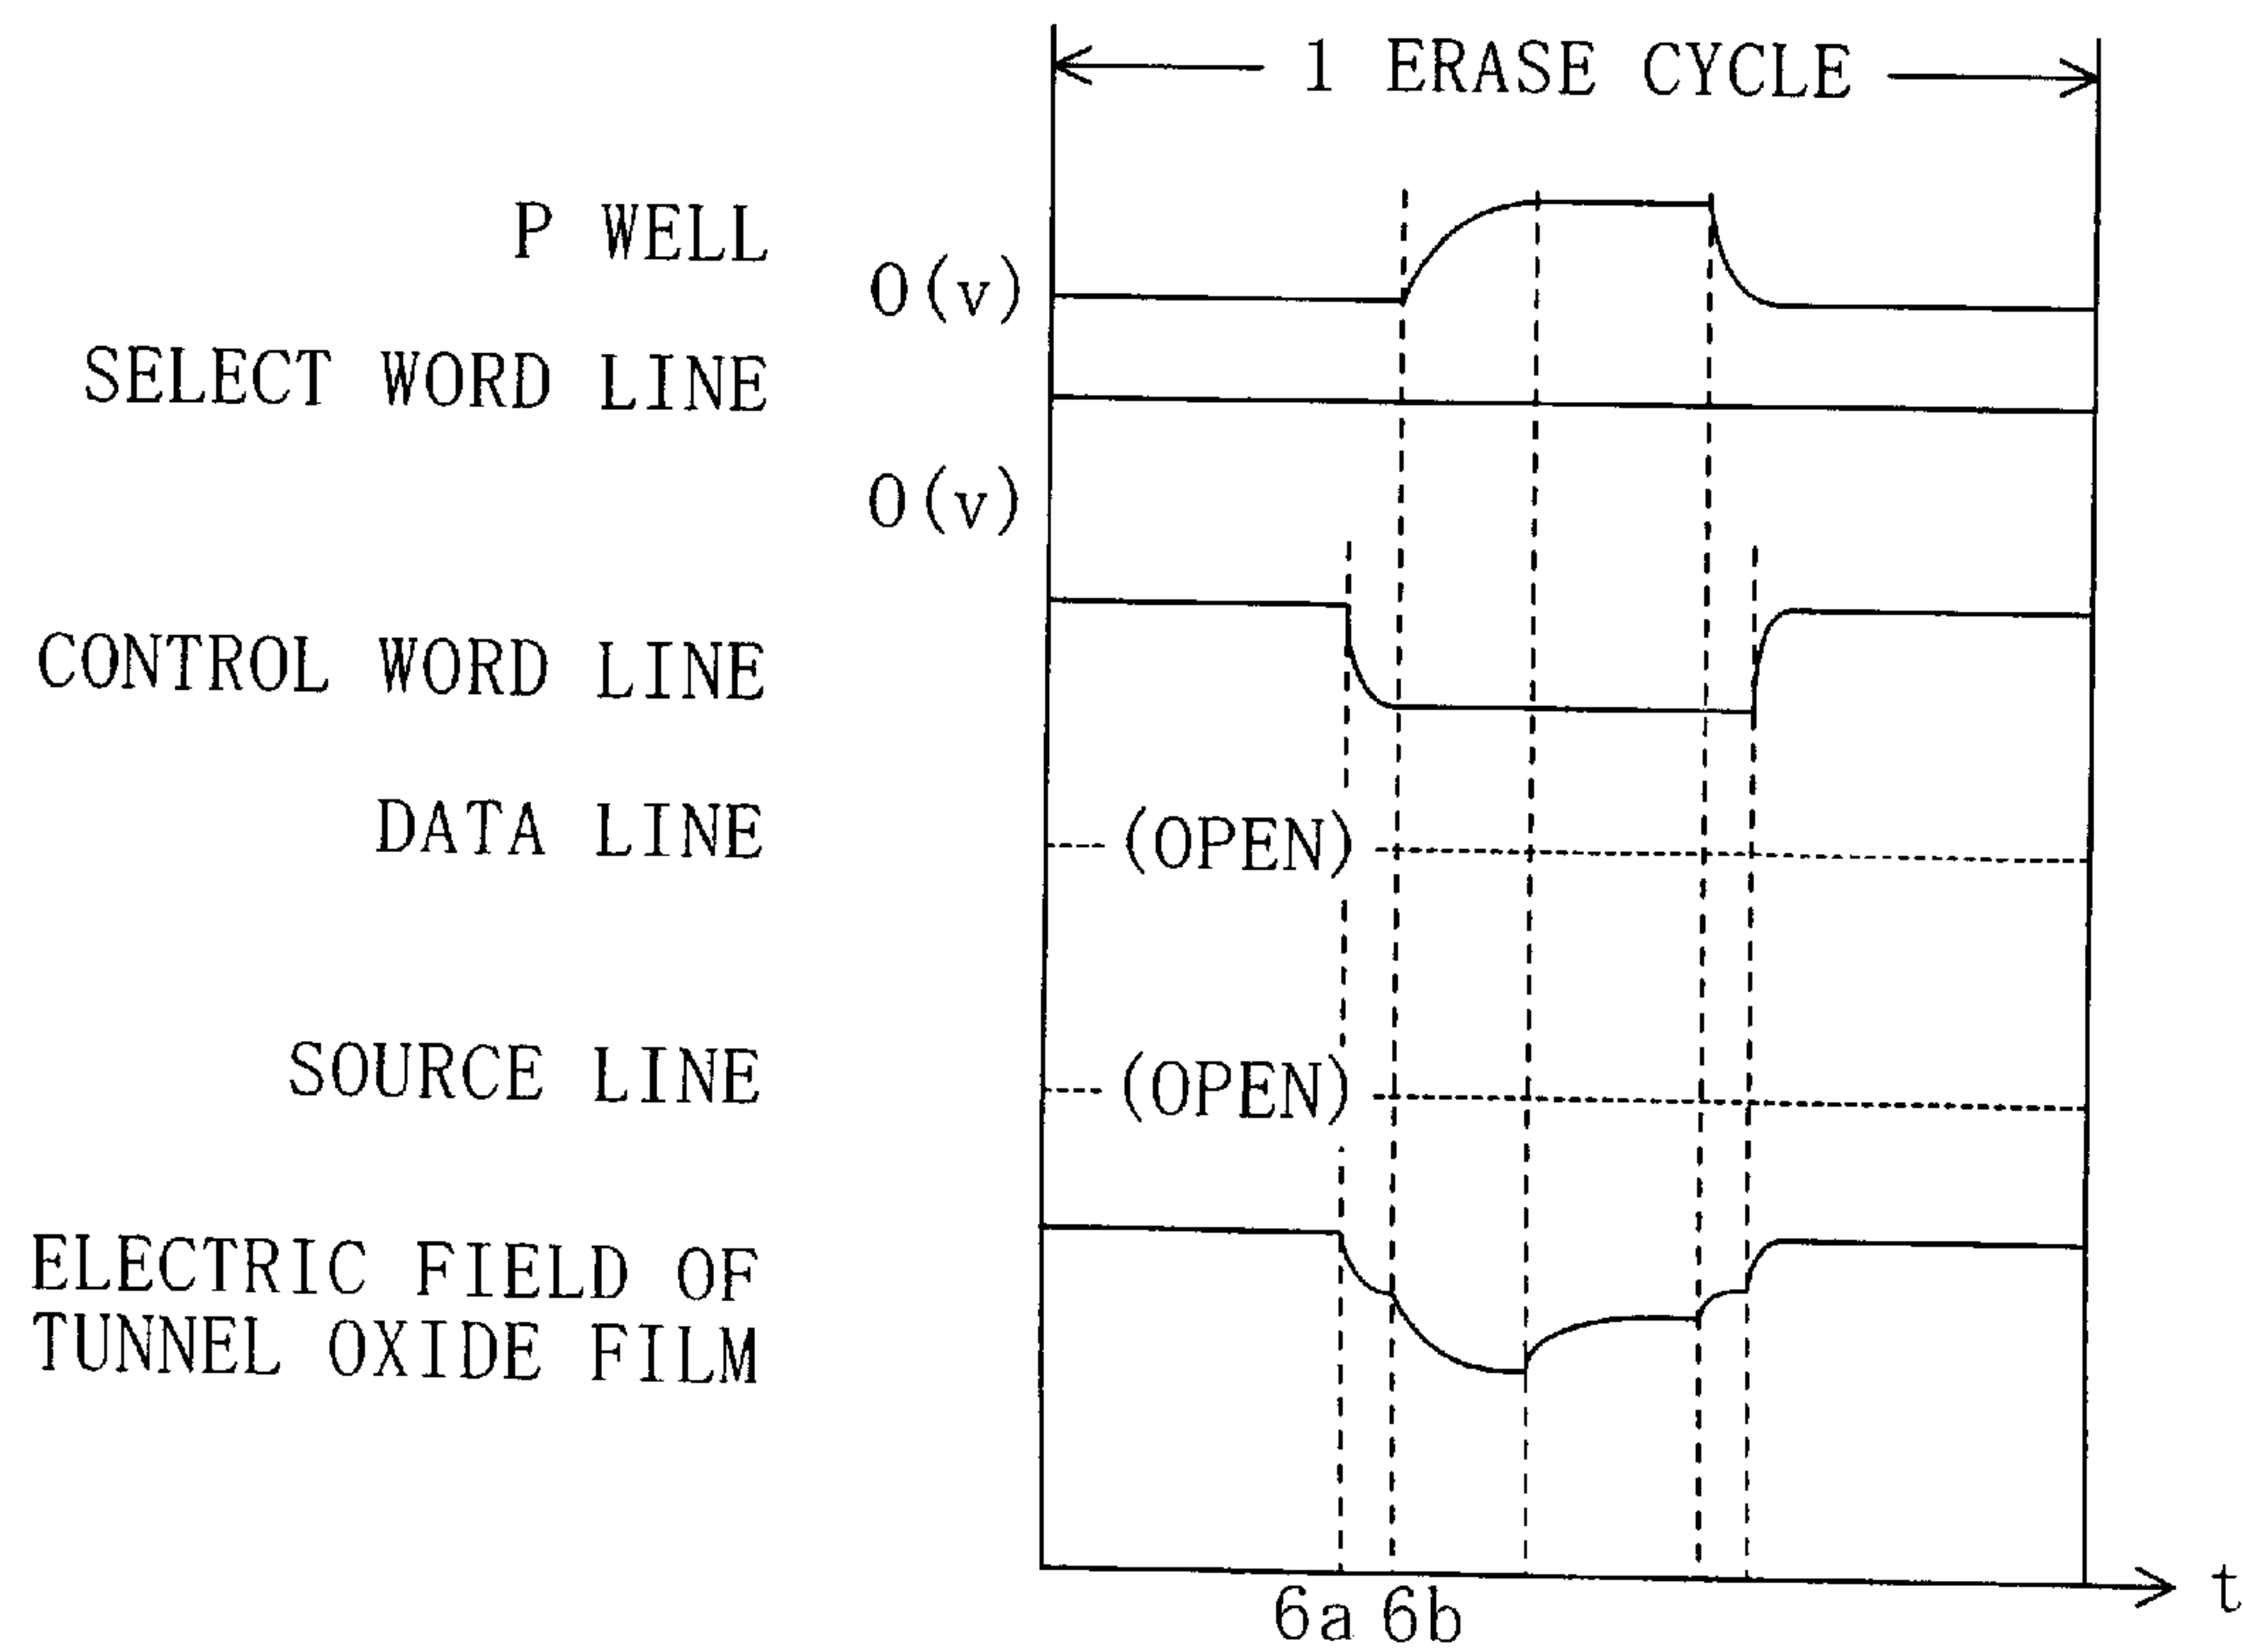 1 ERASE CYCLE
P WELL
0(v)
SELECT WORD LINE
0(v)
CONTROL WORD LINE
DATA LINE
(OPEN)
SOURCE LINE
(OPEN)
ELECTRIC FIELD OF
TUNNEL OXIDE FILM
t
6a 6b